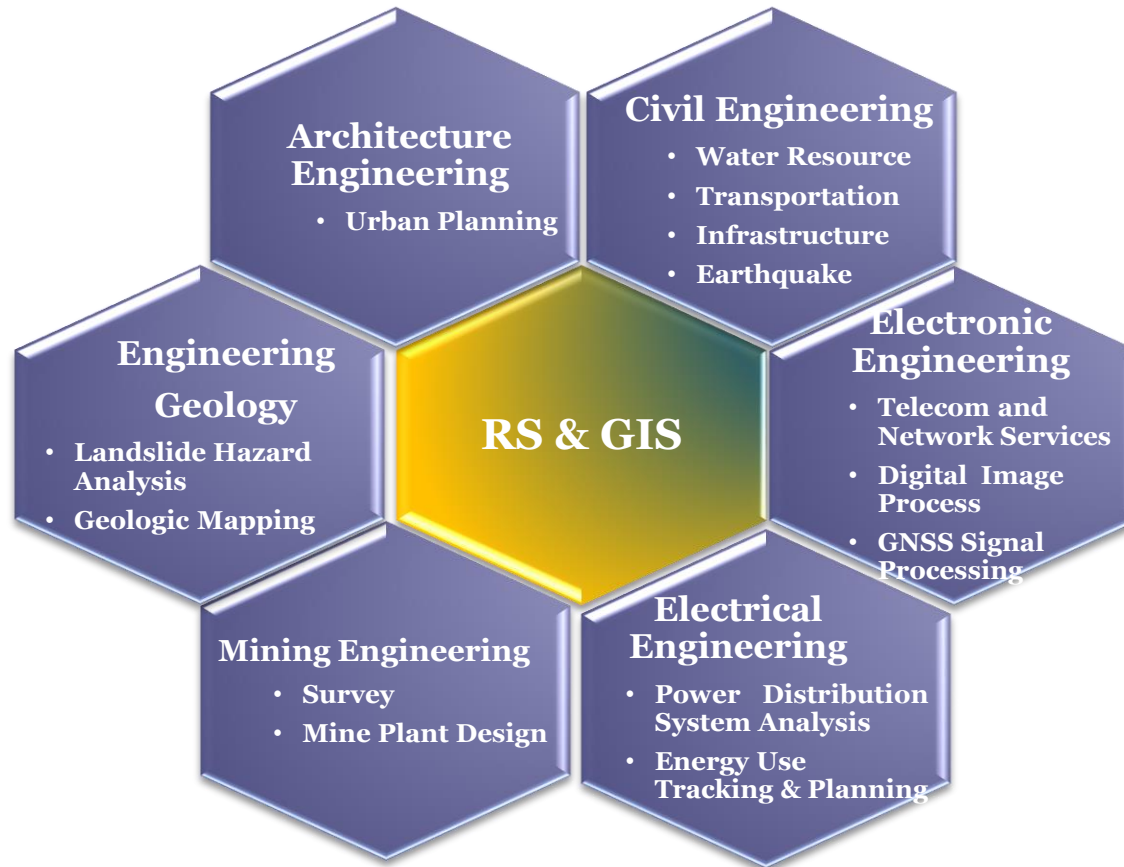 Architecture
Engineering
• Urban Planning
Civil Engineering
• Water Resource
• Transportation
• Infrastructure
• Earthquake
Engineering
Geology
• Landslide Hazard
Analysis
• Geologic Mapping
RS & GIS
Electronic
Engineering
• Telecom and
Network Services
• Digital Image
Process
• GNSS Signal
Processing
Mining Engineering
• Survey
• Mine Plant Design
Electrical
Engineering
• Power Distribution
System Analysis
• Energy Use
Tracking & Planning